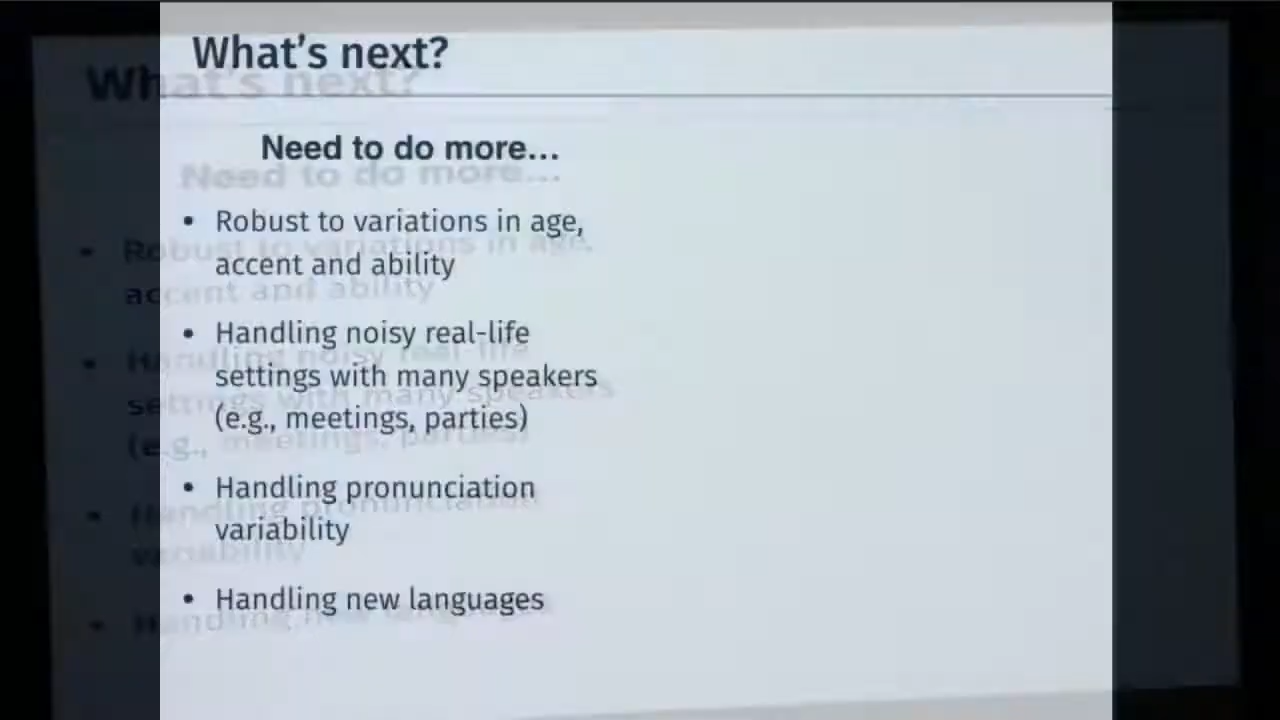 What's next?
Need to do more...
• Robust to variations in age,
accent and ability
• Handling noisy real-life
settings with many speakers
(e.g., meetings, parties)
• Handling pronunciation
variability
• Handling new languages